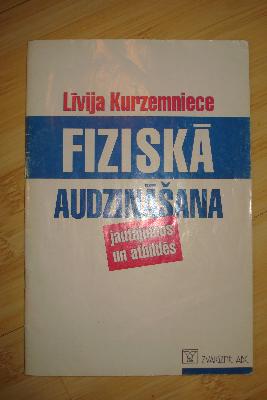 Līvija Kurzemniece
FIZISKĀ
AUDZINĀŠANA
jautājumos
un atbildēs
ZVAIGZNE ABC